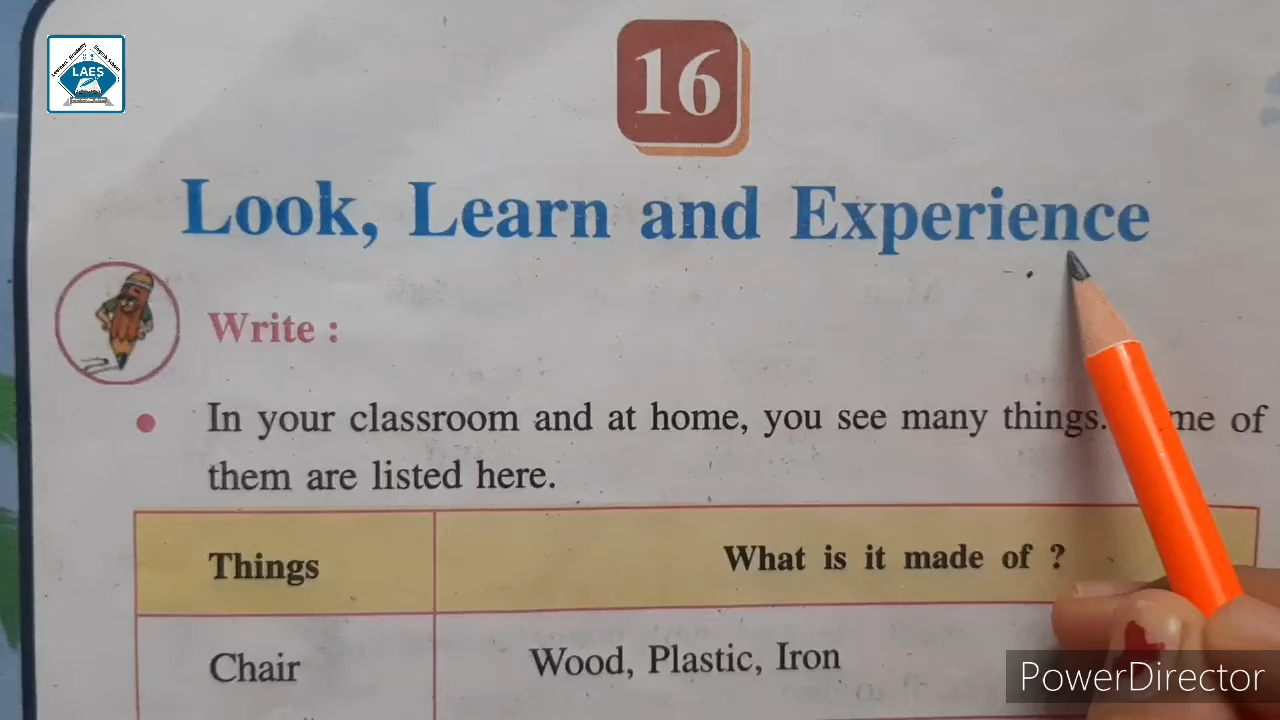 LAES
16
Look, Learn and Experience
Write :
In your classroom and at home, you see many things. me of
them are listed here.
Things What is it made of ?
Chair Wood, Plastic, Iron
PowerDirector